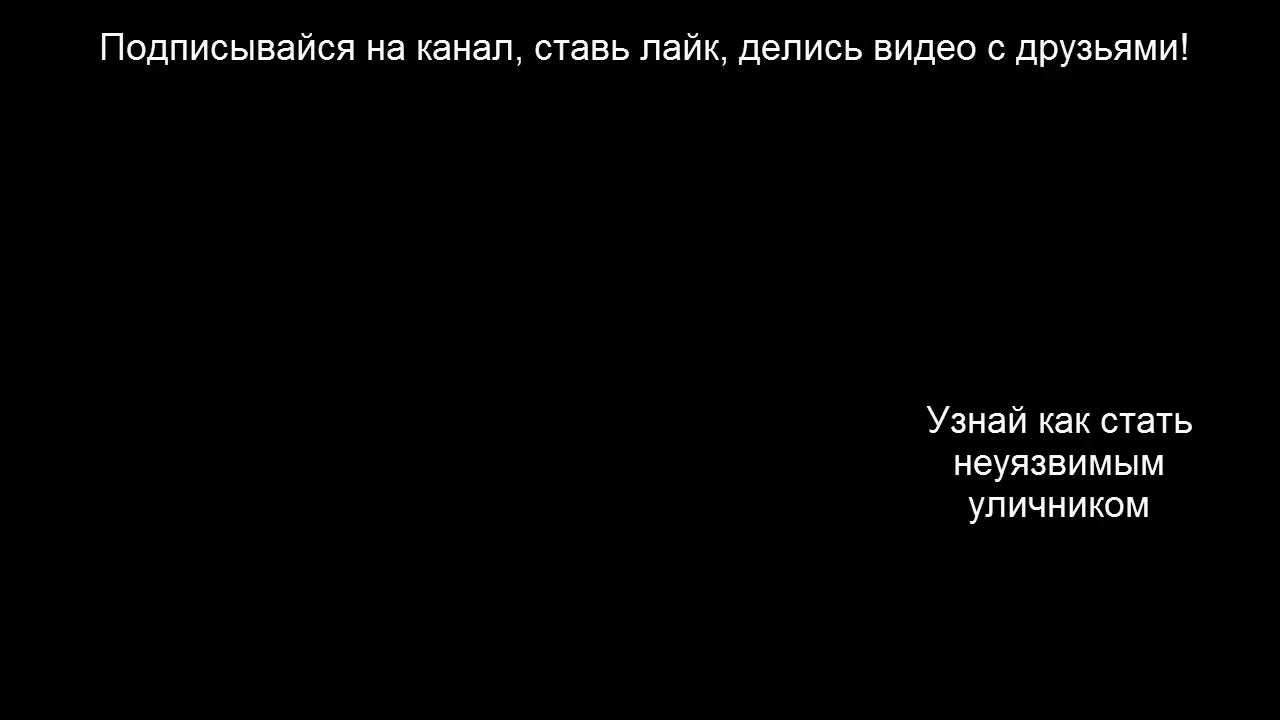 Подписывайся на канал, ставь лайк, делись видео с друзьями!
Узнай как стать
неуязвимым
уличником